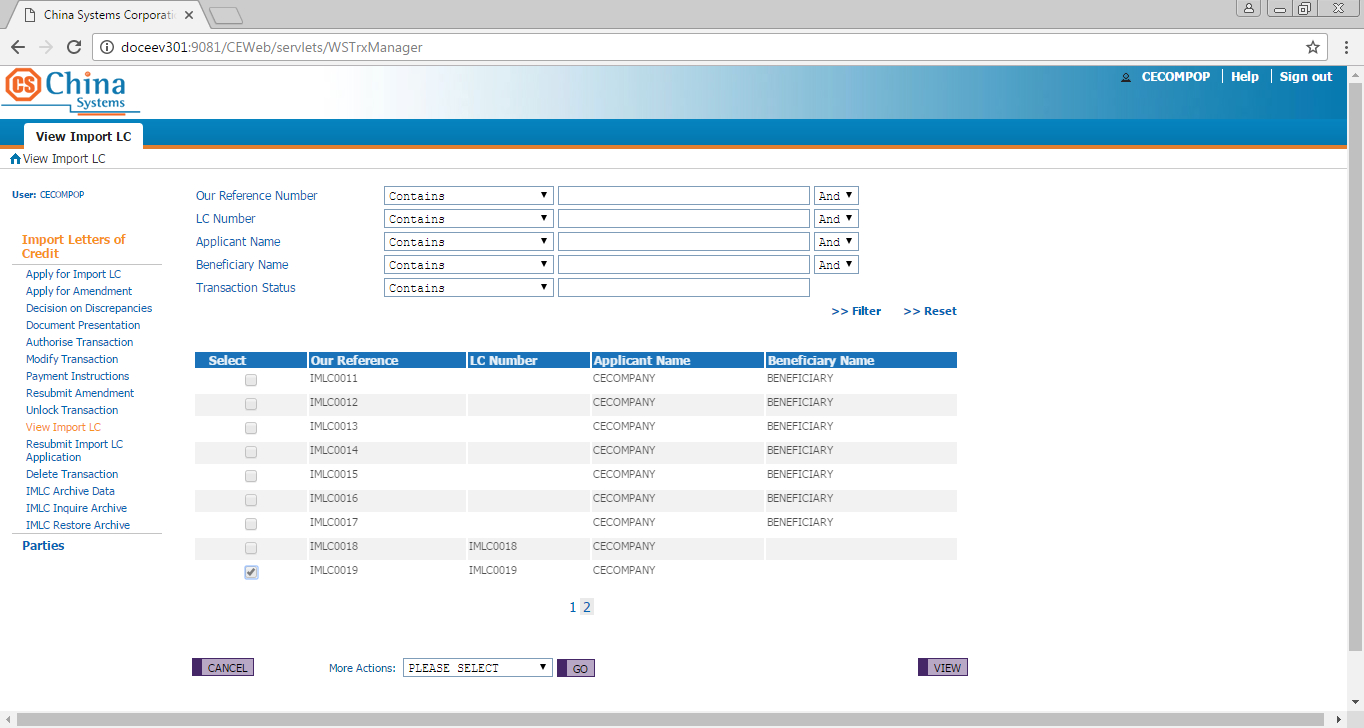 China Systems Corporati
doceev301:9081/CEWeb/servlets/WSTrxManager
CS China Systems
CECOMPOP Help Sign out
View Import LC
View Import LC
User: CECOMPOP
Import Letters of Credit
Apply for Import LC
Apply for Amendment
Decision on Discrepancies
Document Presentation
Authorise Transaction
Modify Transaction
Payment Instructions
Resubmit Amendment
Unlock Transaction
View Import LC
Resubmit Import LC
Application
Delete Transaction
IMLC Archive Data
IMLC Inquire Archive
IMLC Restore Archive
Parties
Our Reference Number Contains And
LC Number Contains And
Applicant Name Contains And
Beneficiary Name Contains And
Transaction Status Contains
>> Filter >> Reset
Select Our Reference LC Number Applicant Name Beneficiary Name
IMLC0011 CECOMPANY BENEFICIARY
IMLC0012 CECOMPANY BENEFICIARY
IMLC0013 CECOMPANY BENEFICIARY
IMLC0014 CECOMPANY BENEFICIARY
IMLC0015 CECOMPANY BENEFICIARY
IMLC0016 CECOMPANY BENEFICIARY
IMLC0017 CECOMPANY BENEFICIARY
IMLC0018 IMLC0018 CECOMPANY
IMLC0019 IMLC0019 CECOMPANY
1 2
CANCEL More Actions: PLEASE SELECT GO VIEW